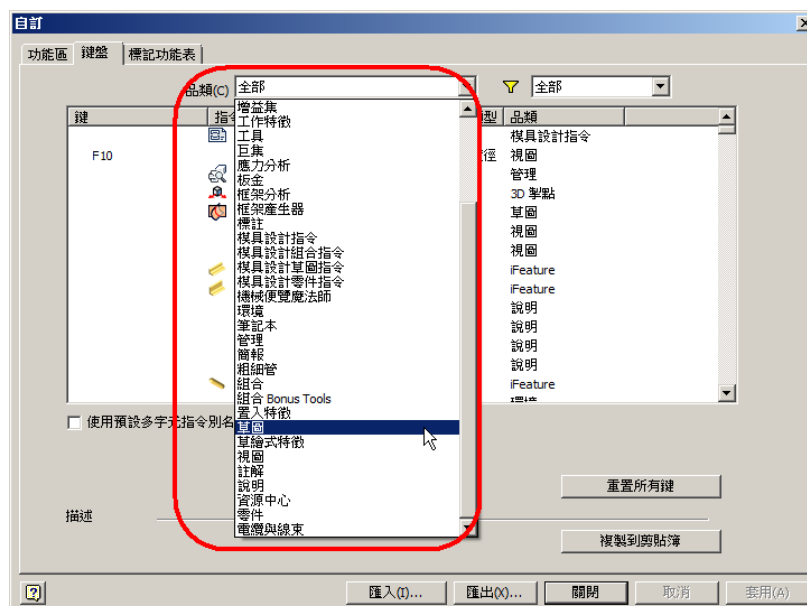 自訂
功能區 鍵盤 標記功能表
品類(C) 全部 全部
鍵 指 型 品類
模具設計指令
F10 徑 視圖
管理
3D 掣點
草圖
視圖
視圖
iFeature
iFeature
說明
說明
說明
說明
iFeature
環境
增益集
工作特徵
工具
巨集
應力分析
板金
框架分析
框架產生器
標註
模具設計指令
模具設計組合指令
模具設計草圖指令
模具設計零件指令
機械便覽魔法師
環境
筆記本
管理
簡報
粗細管
組合
組合 Bonus Tools
置入特徵
草圖
草繪式特徵
視圖
註解
說明
資源中心
零件
電纜與線束
使用預設多字元指令別名
重置所有鍵
描述
複製到剪貼簿
匯入(I)... 匯出(X)... 關閉 取消 套用(A)